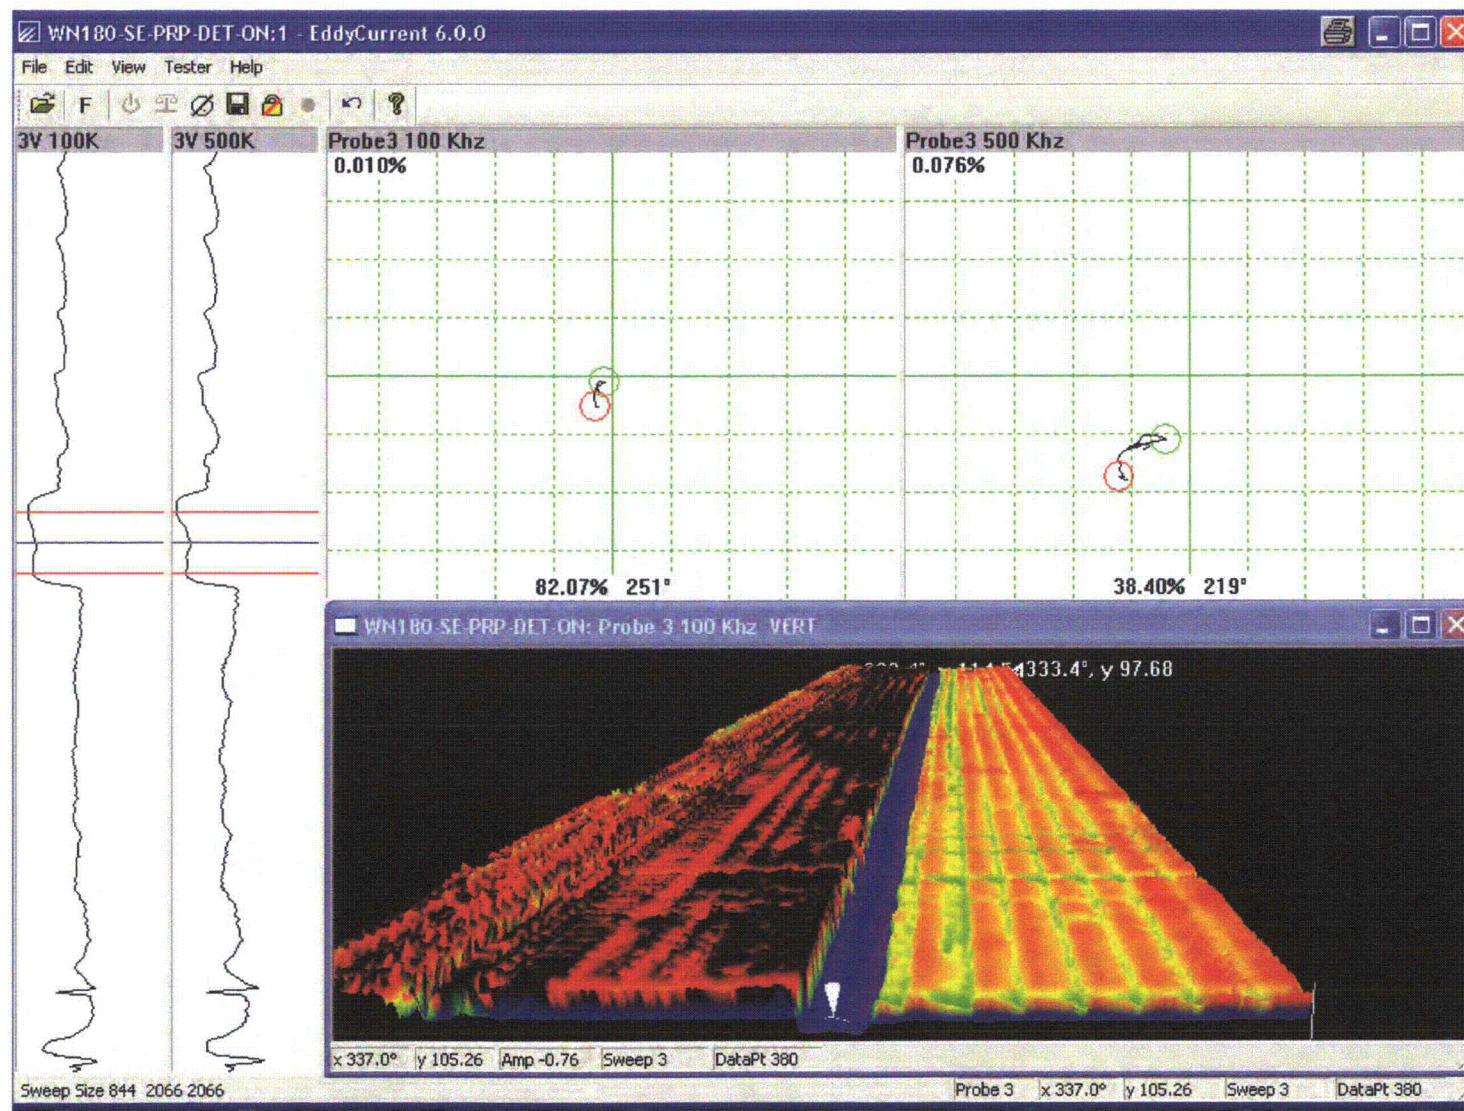 WN180-SE-PRP-DET-ON:1 - EddyCurrent 6.0.0
File Edit View Tester Help
F
3V 100K 3V 500K Probe3 100 Khz Probe3 500 Khz
0.010% 0.076%
82.07% 251° 38.40% 219°
WN180-SE-PRP-DET-ON: Probe 3 100 Khz VERT
333.4°, y 97.68
x 337.0° y 105.26 Amp -0.76 Sweep 3 DataPt 380
Sweep Size 844 2066 2066 Probe 3 x 337.0° y 105.26 Sweep 3 DataPt 380